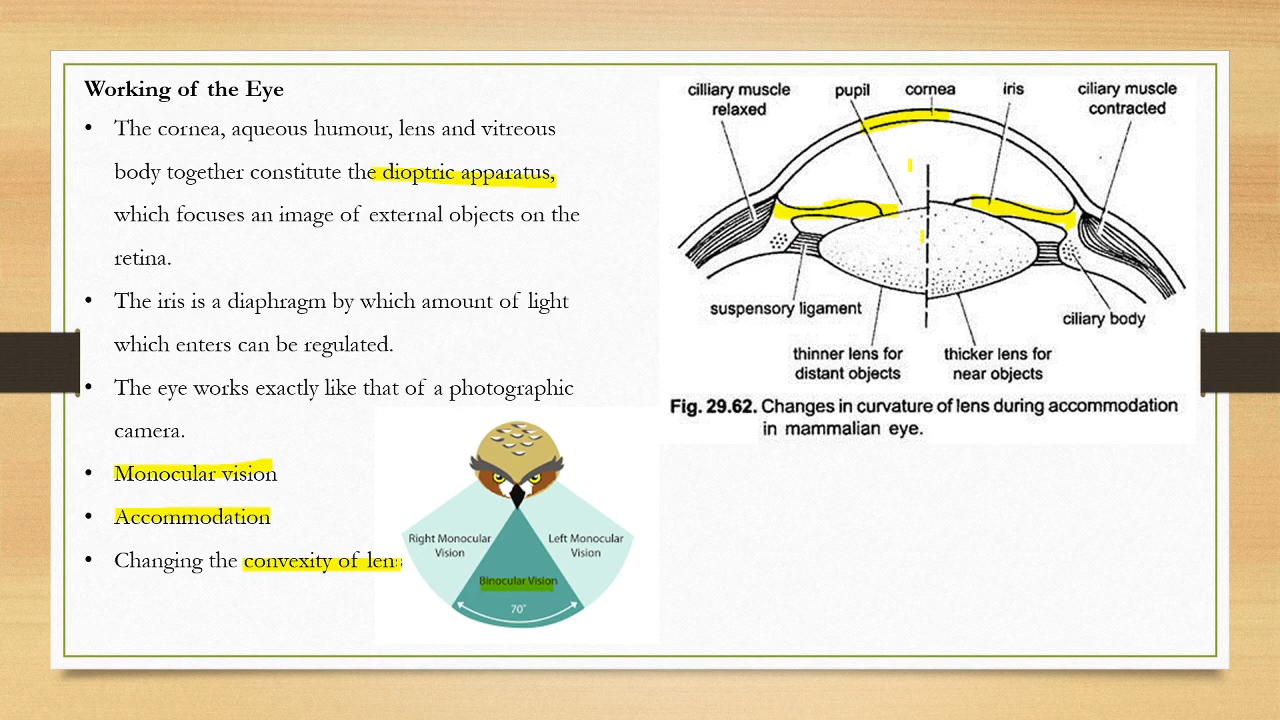 Working of the Eye
• The cornea, aqueous humour, lens and vitreous
body together constitute the dioptric apparatus,
which focuses an image of external objects on the
retina.
• The iris is a diaphragm by which amount of light
which enters can be regulated.
• The eye works exactly like that of a photographic
camera.
• Monocular vision
• Accommodation
• Changing the convexity of lens
Right Monocular
Vision
Left Monocular
Vision
Binocular Vision
70°
cilliary muscle
relaxed
pupil
cornea
iris
ciliary muscle
contracted
suspensory ligament
ciliary body
thinner lens for
distant objects
thicker lens for
near objects
Fig. 29.62. Changes in curvature of lens during accommodation
in mammalian eye.